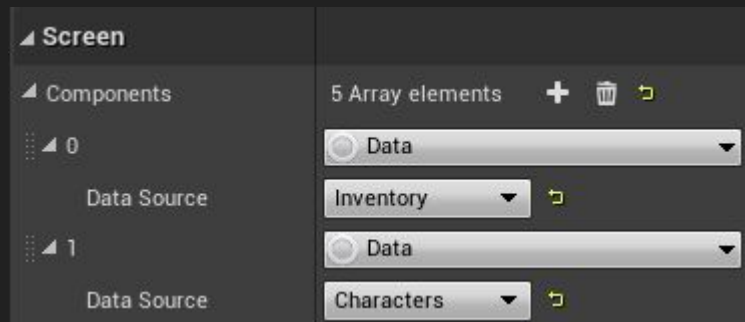 Screen
Components 5 Array elements
0 Data
Data Source Inventory
1 Data
Data Source Characters